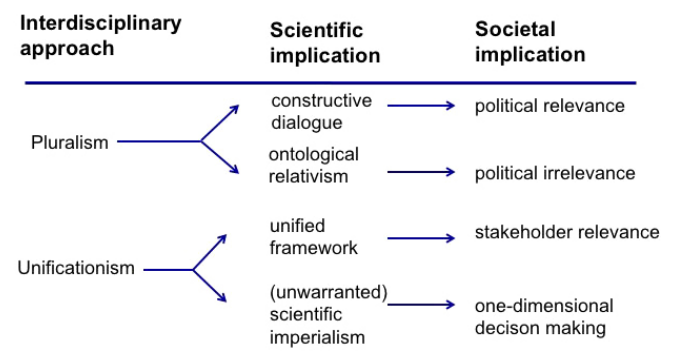 Interdisciplinary
approach
Scientific
implication
Societal
implication
Pluralism
constructive
dialogue
political relevance
ontological
relativism
political irrelevance
Unificationism
unified
framework
stakeholder relevance
(unwarranted)
scientific
imperialism
one-dimensional
decison making